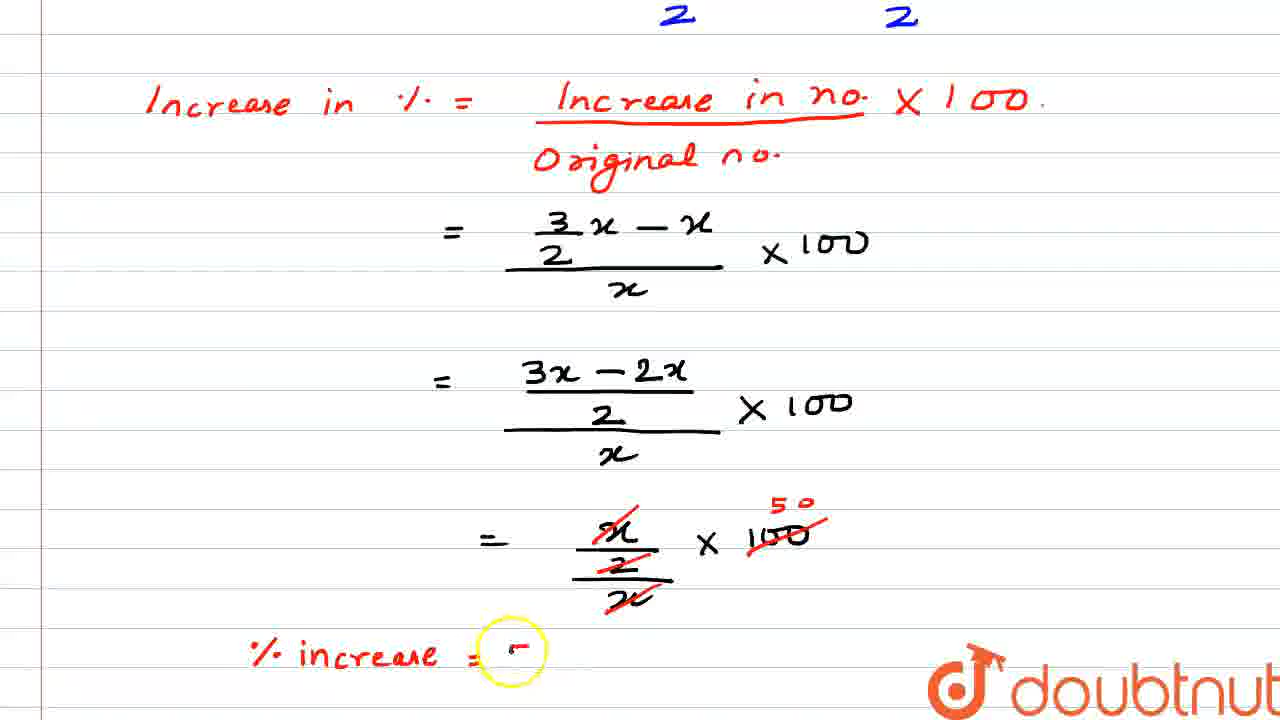 2 2
Increase in % = Increase in no. × 100.
Original no.
= 3/2 x - x × 100
x
= 3x - 2x
2 × 100
x
50
= x × 100
2
x
% increase =
doubtnut